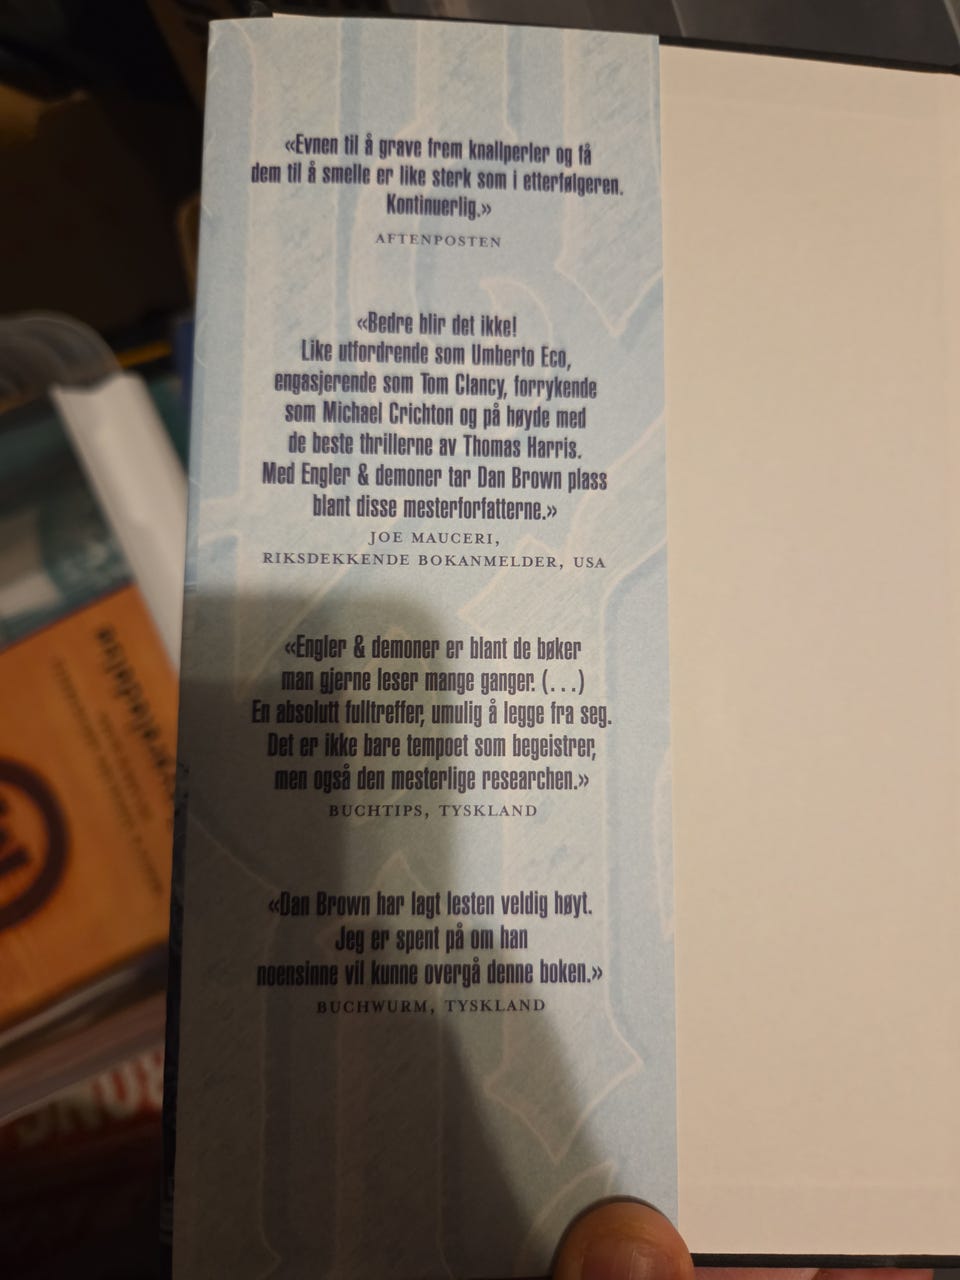 «Evnen til å grave frem knallperler og få
dem til å smelle er like sterk som i etterfølgeren.
Kontinuerlig.»
AFTENPOSTEN
«Bedre blir det ikke!
Like utfordrende som Umberto Eco,
engasjerende som Tom Clancy, forrykende
som Michael Crichton og på høyde med
de beste thrillerne av Thomas Harris.
Med Engler & demoner tar Dan Brown plass
blant disse mesterforfatterne.»
JOE MAUCERI,
RIKSDEKKENDE BOKANMELDER, USA
«Engler & demoner er blant de bøker
man gjerne leser mange ganger. (...)
En absolutt fulltreffer, umulig å legge fra seg.
Det er ikke bare tempoet som begeistrer,
men også den mesterlige researchen.»
BUCHTIPS, TYSKLAND
«Dan Brown har lagt lesten veldig høyt.
Jeg er spent på om han
noensinne vil kunne overgå denne boken.»
BUCHWURM, TYSKLAND